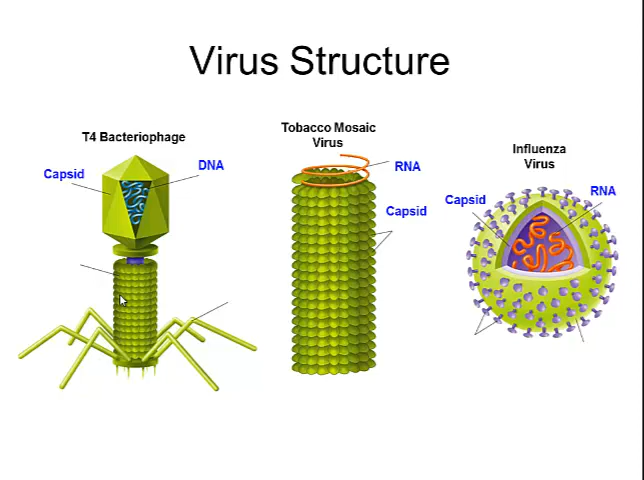 Virus Structure
T4 Bacteriophage
Capsid
DNA
Tobacco Mosaic
Virus
RNA
Capsid
Influenza
Virus
Capsid
RNA